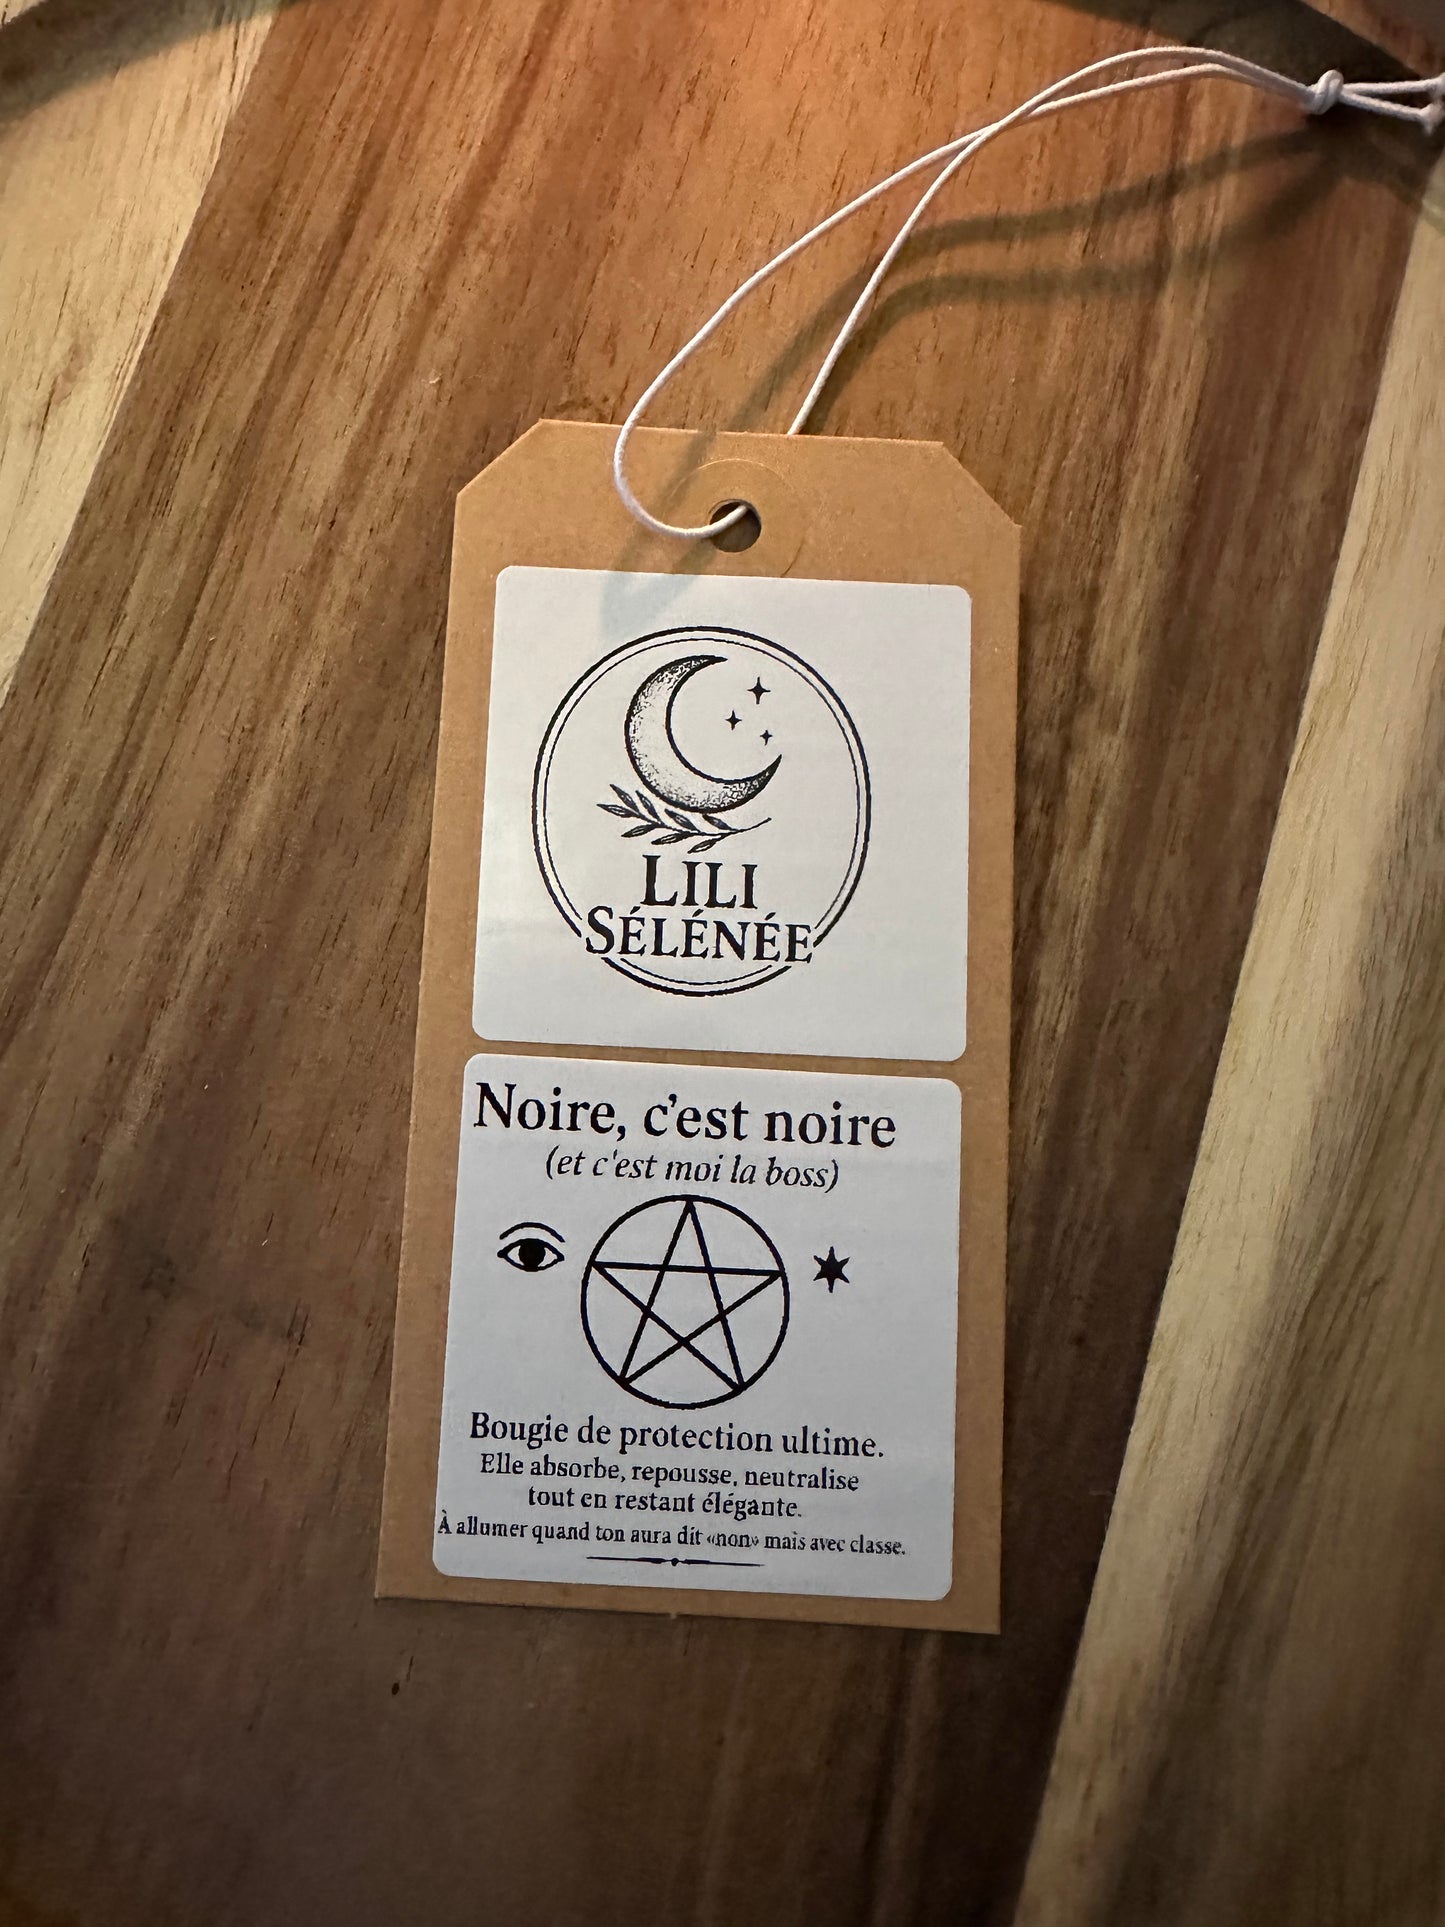 LILI
SÉLÉNÉE
Noire, c'est noire
(et c'est moi la boss)
Bougie de protection ultime.
Elle absorbe, repousse, neutralise
tout en restant élégante.
À allumer quand ton aura dit «non» mais avec classe.